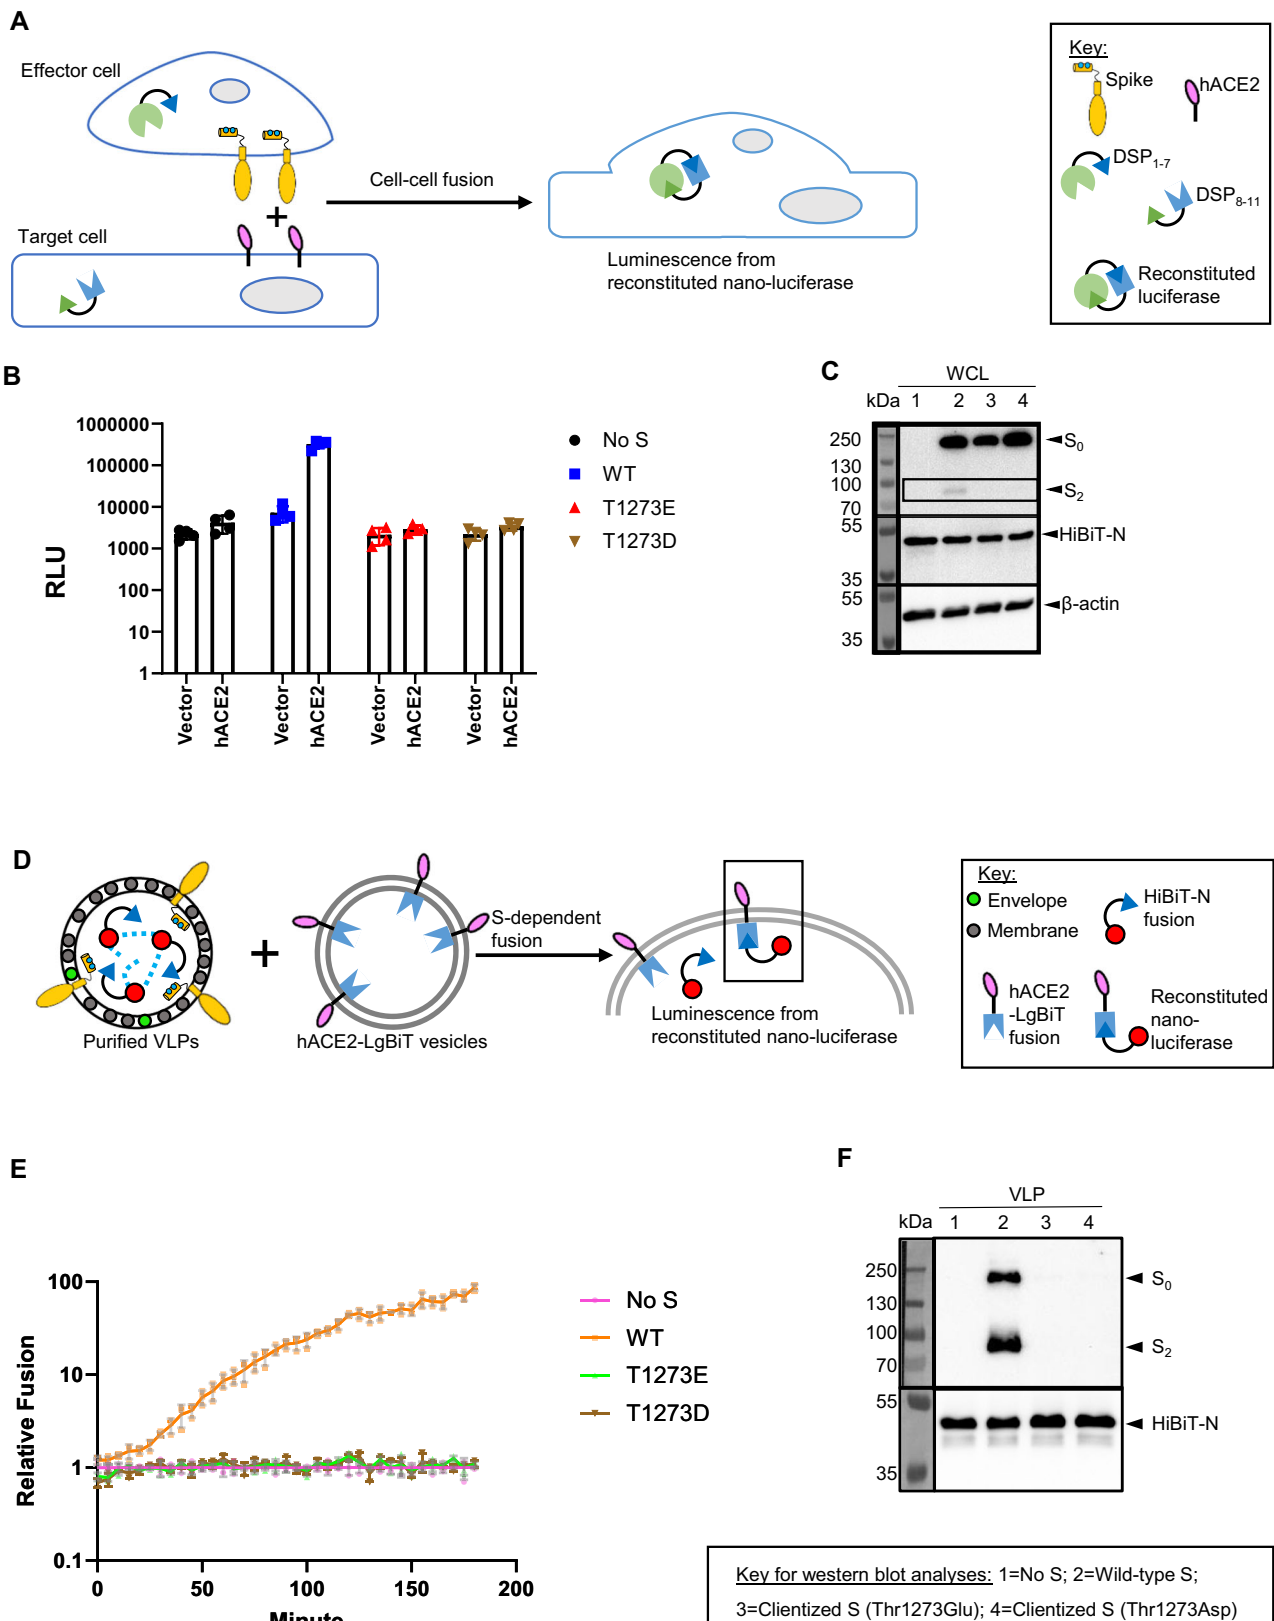 A
Effector cell
Cell-cell fusion
Target cell
Luminescence from
reconstituted nano-luciferase
Key:
Spike
hACE2
DSP1-7
DSP8-11
Reconstituted
luciferase
B
RLU
1000000
100000
10000
1000
100
10
1
Vector
hACE2
Vector
hACE2
Vector
hACE2
Vector
hACE2
No S
WT
T1273E
T1273D
C
WCL
kDa 1 2 3 4
250
130
100
70
55
35
55
35
S0
S2
HiBiT-N
β-actin
D
Purified VLPs
hACE2-LgBiT vesicles
S-dependent
fusion
Luminescence from
reconstituted nano-luciferase
Key:
Envelope
Membrane
HiBiT-N
fusion
hACE2
-LgBiT
fusion
Reconstituted
nano-
luciferase
E
Relative Fusion
100
10
1
0.1
0 50 100 150 200
Minute
No S
WT
T1273E
T1273D
F
VLP
kDa 1 2 3 4
250
130
100
70
55
35
S0
S2
HiBiT-N
Key for western blot analyses: 1=No S; 2=Wild-type S;
3=Clientized S (Thr1273Glu); 4=Clientized S (Thr1273Asp)